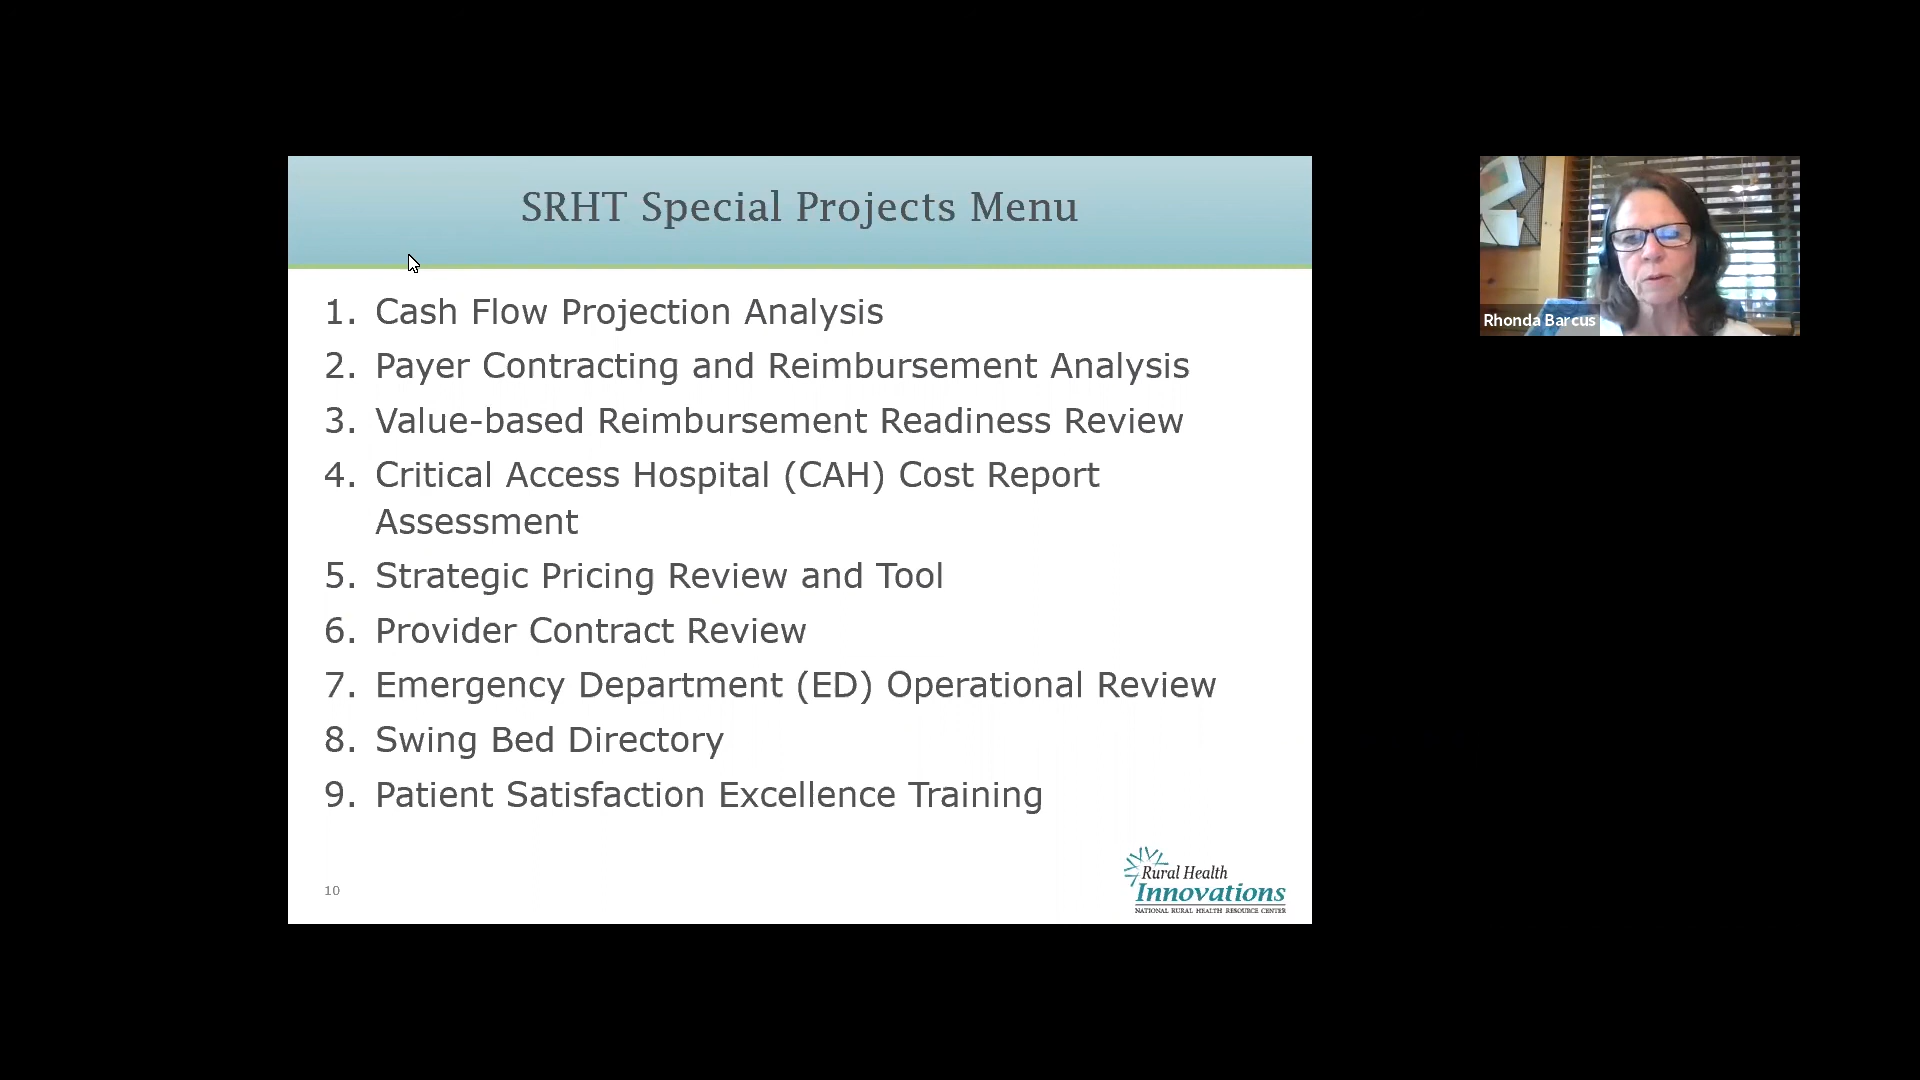 SRHT Special Projects Menu
1. Cash Flow Projection Analysis
2. Payer Contracting and Reimbursement Analysis
3. Value-based Reimbursement Readiness Review
4. Critical Access Hospital (CAH) Cost Report
Assessment
5. Strategic Pricing Review and Tool
6. Provider Contract Review
7. Emergency Department (ED) Operational Review
8. Swing Bed Directory
9. Patient Satisfaction Excellence Training
10
Rural Health
Innovations
NATIONAL RURAL HEALTH RESOURCE CENTER
Rhonda Barcus